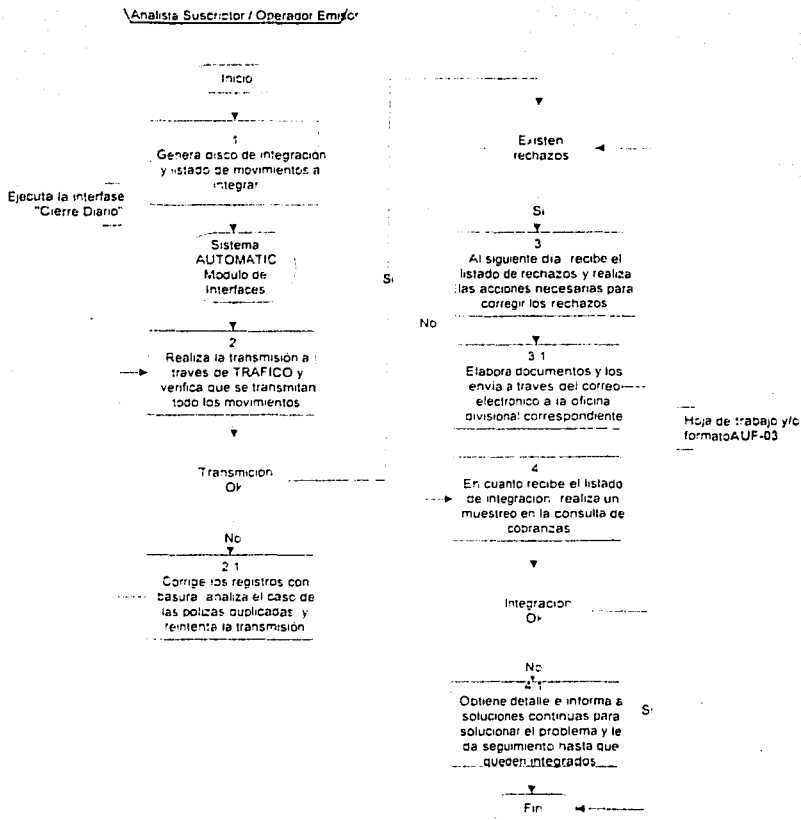 Analista Suscriptor / Operador Emisor
Inicio
1
Genera disco de integración
y listado de movimientos a
integrar
Ejecuta la interfase
"Cierre Diario"
Sistema
AUTOMATIC
Módulo de
Interfaces
2
Realiza la transmisión a
traves de TRAFICO y
verifica que se transmitan
todo los movimientos
Transmición
Ok
Si
No
2 1
Corrige los registros con
basura analiza el caso de
las polizas duplicadas y
reintenta la transmisión
Existen
rechazos
Si
No
3
Al siguiente día recibe el
listado de rechazos y realiza
las acciones necesarias para
corregir los rechazos
3 1
Elabora documentos y los
envia a traves del correo
electronico a la oficina
divisional correspondiente
Hoja de trabajo y/o
formatoAUF-03
4
En cuanto recibe el listado
de integración realiza un
muestreo en la consulta de
cobranzas
Integración
Ok
No
Si
4 1
Obtiene detalle e informa a
soluciones continuas para
solucionar el problema y le
da seguimiento hasta que
queden integrados
Fin